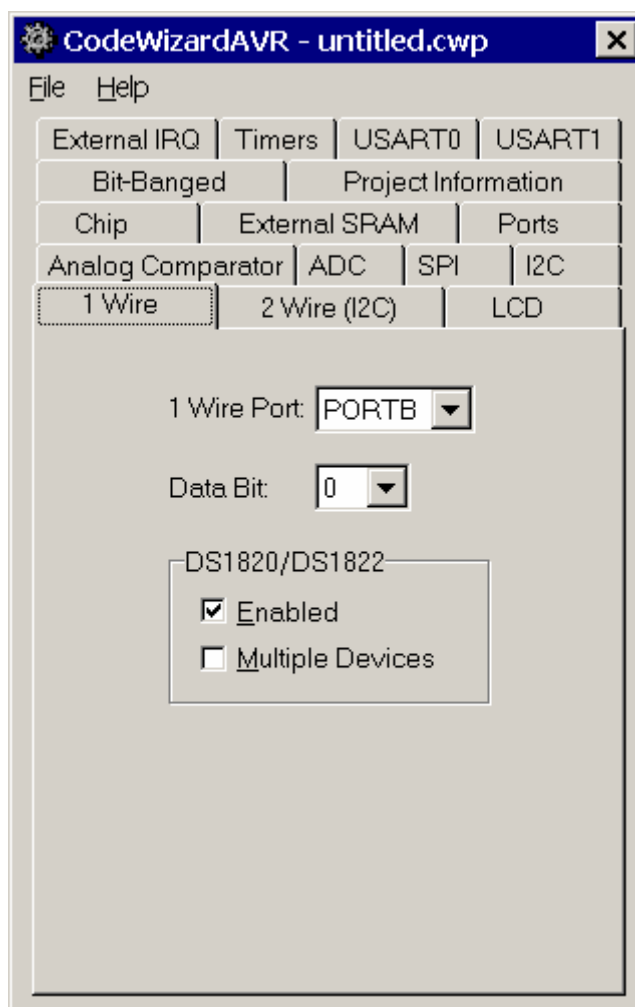 CodeWizardAVR - untitled.cwp
File Help
External IRQ Timers USART0 USART1
Bit-Banged Project Information
Chip External SRAM Ports
Analog Comparator ADC SPI I2C
1 Wire 2 Wire (I2C) LCD
1 Wire Port: PORTB
Data Bit: 0
DS1820/DS1822
Enabled
Multiple Devices